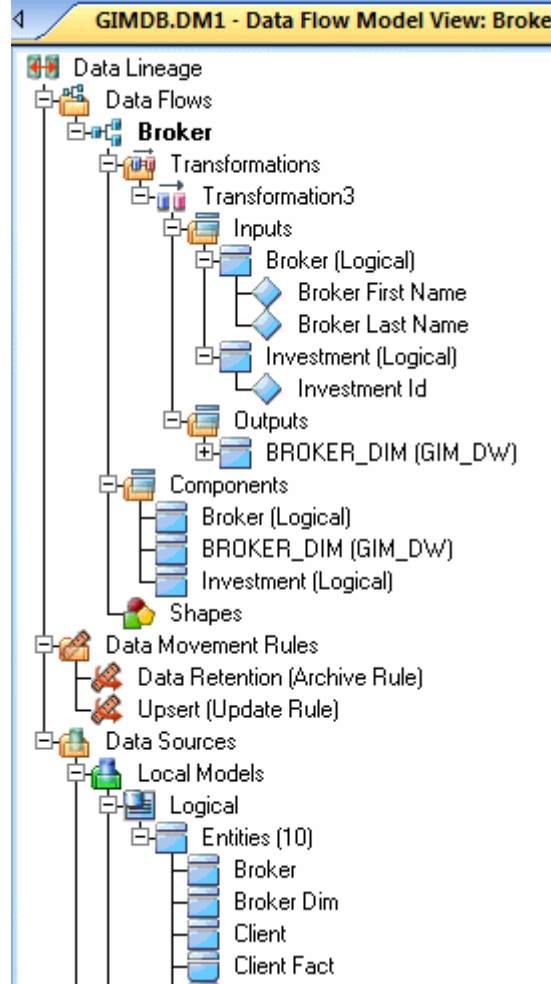 GIMDB.DM1 - Data Flow Model View: Broke
Data Lineage
Data Flows
Broker
Transformations
Transformation3
Inputs
Broker (Logical)
Broker First Name
Broker Last Name
Investment (Logical)
Investment Id
Outputs
BROKER_DIM (GIM_DW)
Components
Broker (Logical)
BROKER_DIM (GIM_DW)
Investment (Logical)
Shapes
Data Movement Rules
Data Retention (Archive Rule)
Upsert (Update Rule)
Data Sources
Local Models
Logical
Entities (10)
Broker
Broker Dim
Client
Client Fact